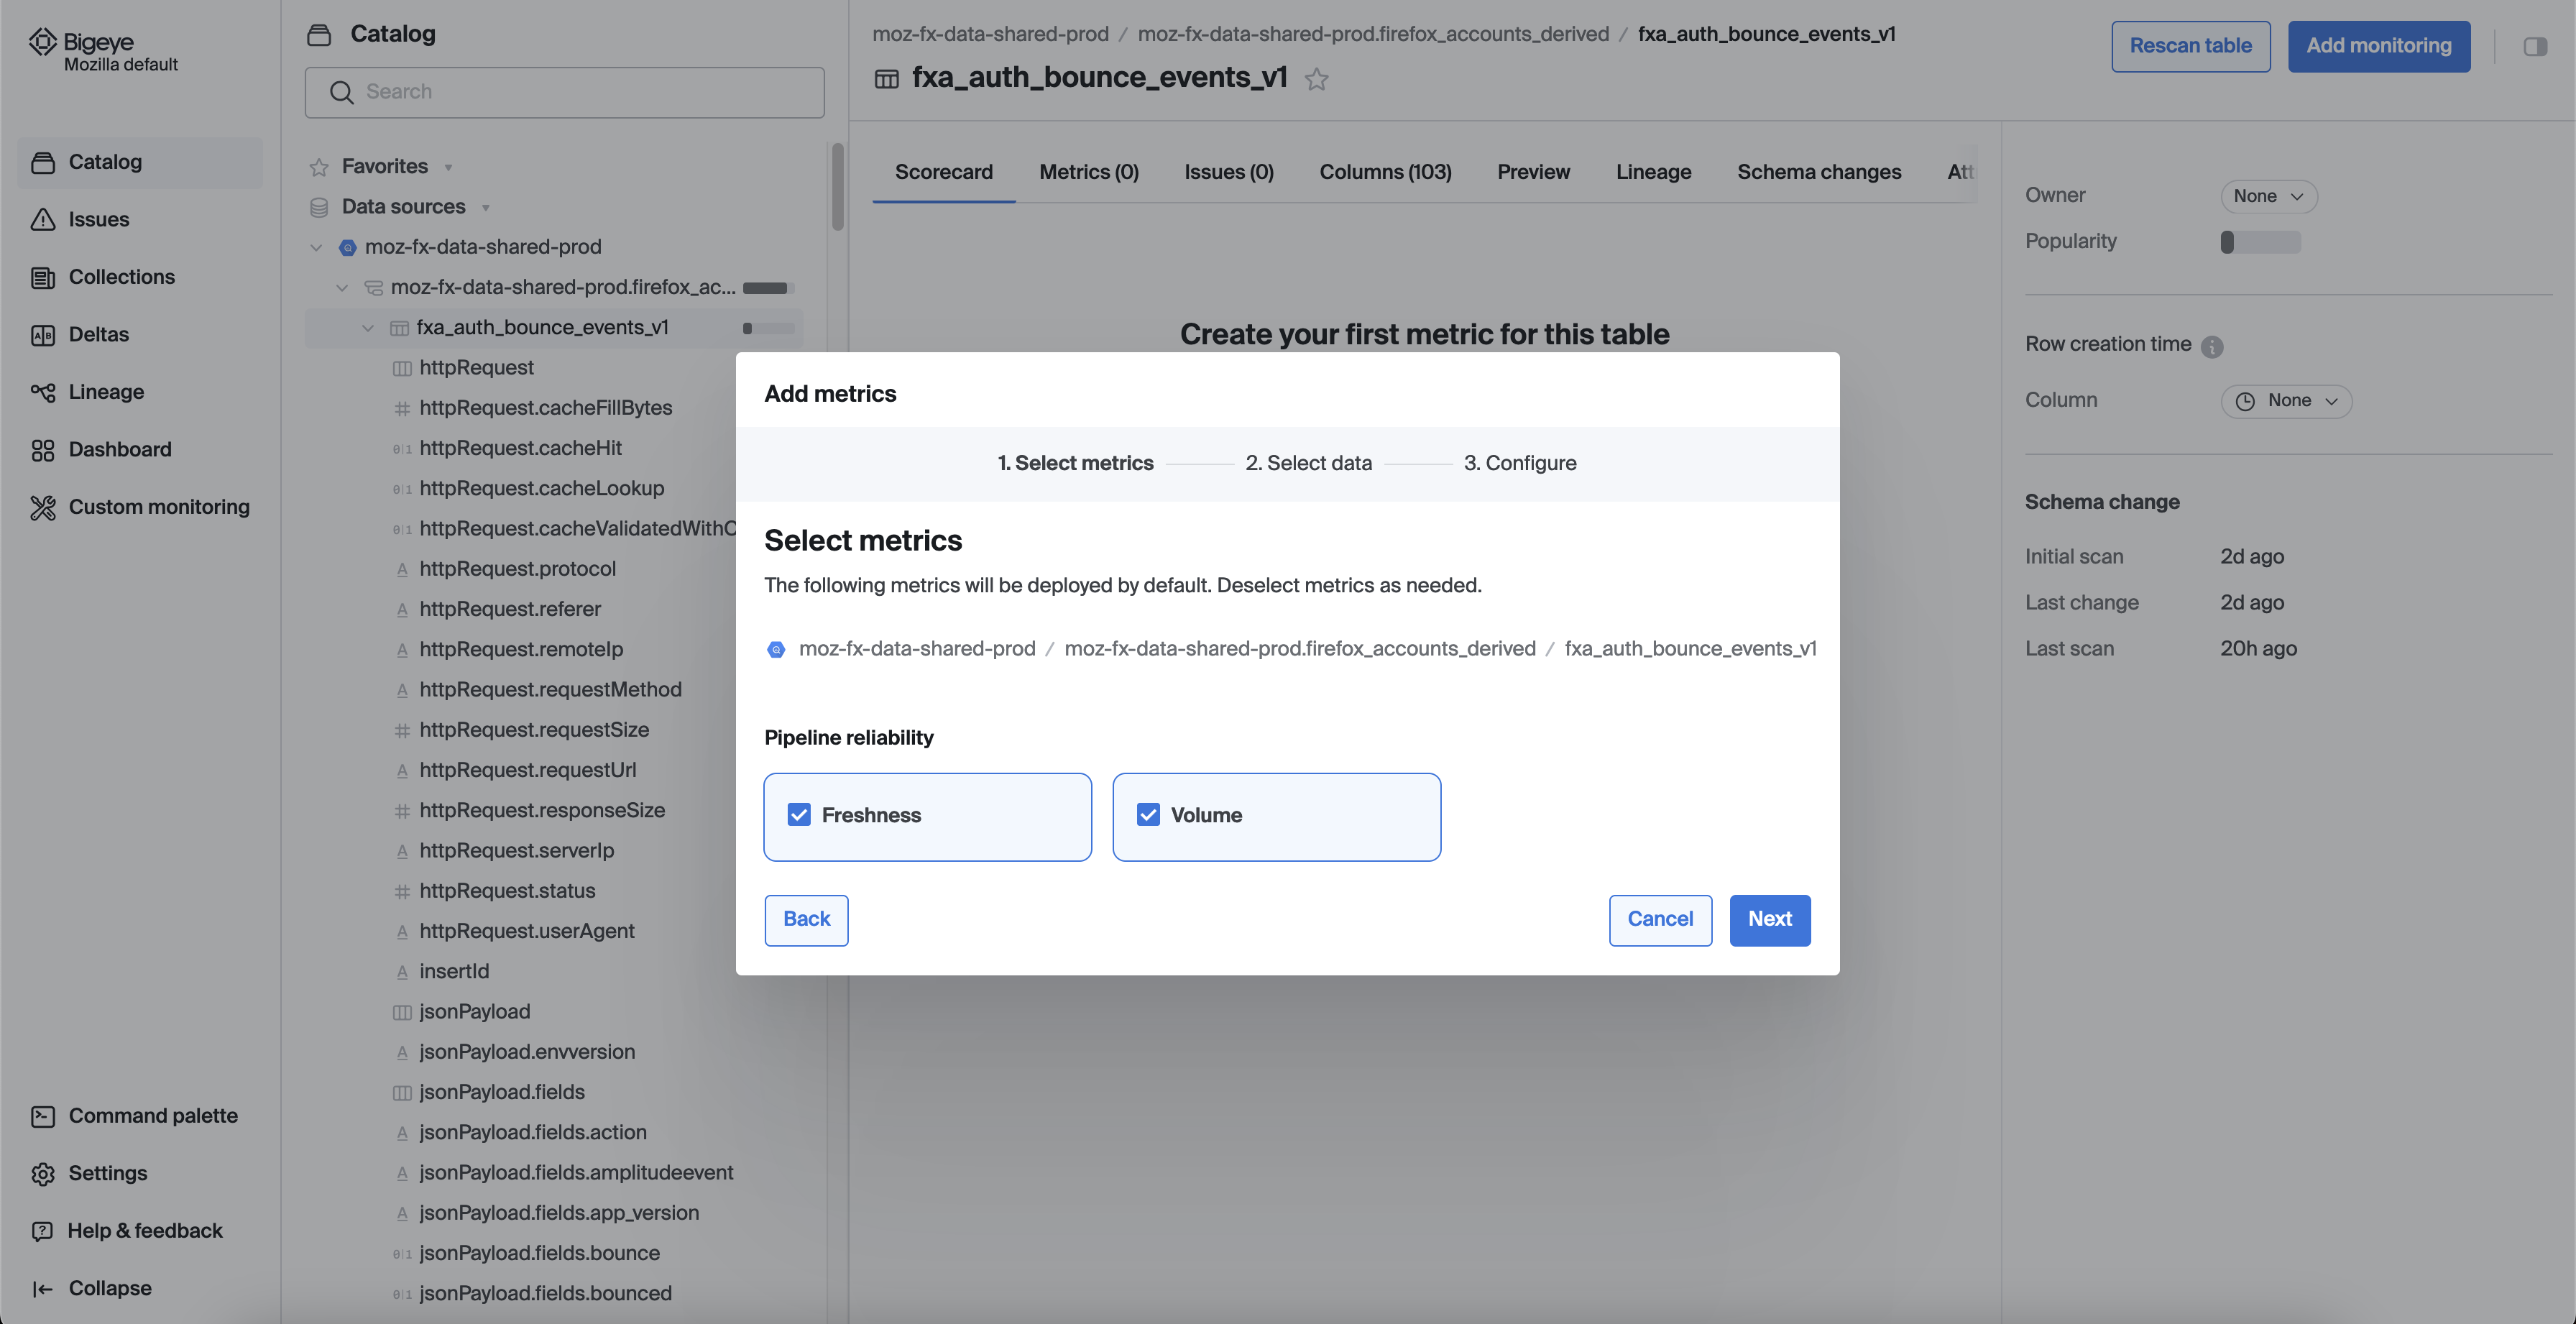 Bigeye
Mozilla default
Catalog
Issues
Collections
Deltas
Lineage
Dashboard
Custom monitoring
Command palette
Settings
Help & feedback
Collapse
Catalog
Search
Favorites
Data sources
moz-fx-data-shared-prod
moz-fx-data-shared-prod.firefox_ac...
fxa_auth_bounce_events_v1
httpRequest
httpRequest.cacheFillBytes
httpRequest.cacheHit
httpRequest.cacheLookup
httpRequest.cacheValidatedWithO
httpRequest.protocol
httpRequest.referer
httpRequest.remoteIp
httpRequest.requestMethod
httpRequest.requestSize
httpRequest.requestUrl
httpRequest.responseSize
httpRequest.serverIp
httpRequest.status
httpRequest.userAgent
insertId
jsonPayload
jsonPayload.envversion
jsonPayload.fields
jsonPayload.fields.action
jsonPayload.fields.amplitudeevent
jsonPayload.fields.app_version
jsonPayload.fields.bounce
jsonPayload.fields.bounced
moz-fx-data-shared-prod / moz-fx-data-shared-prod.firefox_accounts_derived / fxa_auth_bounce_events_v1
fxa_auth_bounce_events_v1
Rescan table Add monitoring
Scorecard Metrics (0) Issues (0) Columns (103) Preview Lineage Schema changes Att
Create your first metric for this table
Add metrics
1. Select metrics 2. Select data 3. Configure
Select metrics
The following metrics will be deployed by default. Deselect metrics as needed.
moz-fx-data-shared-prod / moz-fx-data-shared-prod.firefox_accounts_derived / fxa_auth_bounce_events_v1
Pipeline reliability
Freshness Volume
Back Cancel Next
Owner None
Popularity
Row creation time
Column None
Schema change
Initial scan 2d ago
Last change 2d ago
Last scan 20h ago